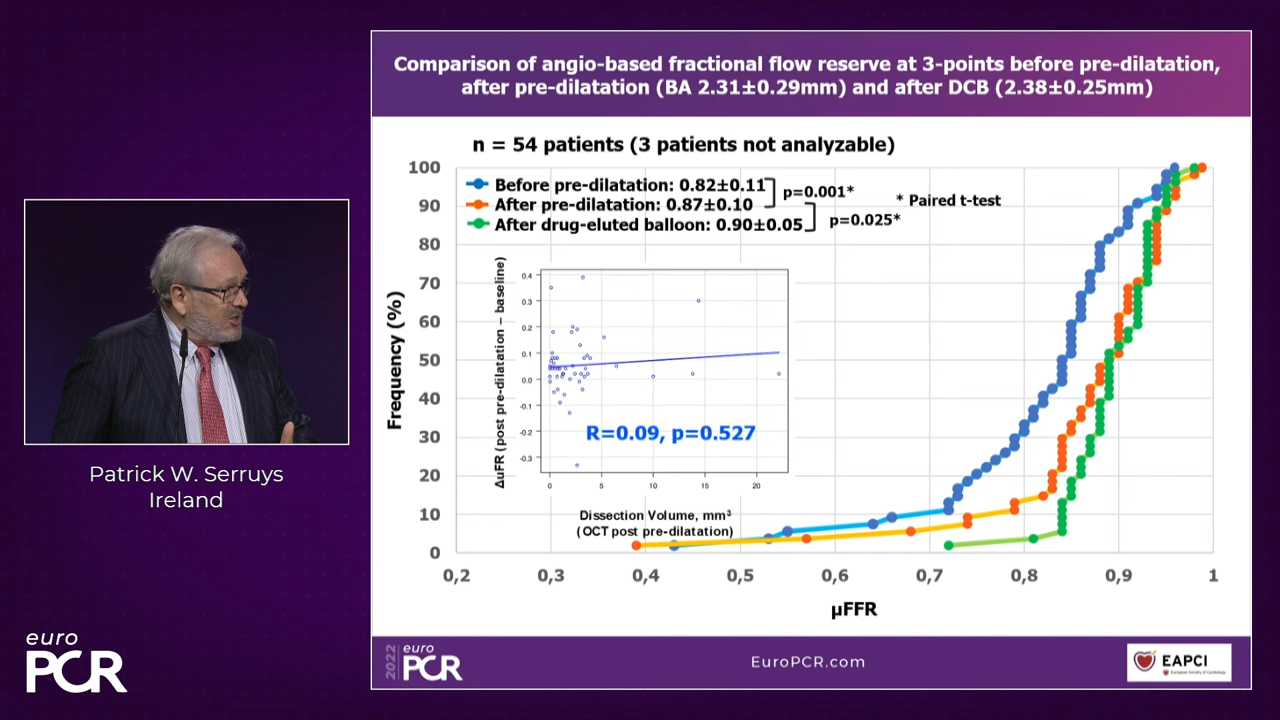 Comparison of angio-based fractional flow reserve at 3-points before pre-dilatation,
after pre-dilatation (BA 2.31±0.29mm) and after DCB (2.38±0.25mm)
n = 54 patients (3 patients not analyzable)
Before pre-dilatation: 0.82±0.11
After pre-dilatation: 0.87±0.10
After drug-eluted balloon: 0.90±0.05
p=0.001*
p=0.025*
* Paired t-test
Frequency (%)
100
90
80
70
60
50
40
30
20
10
0
0,2
0,3
0,4
0,5
0,6
0,7
0,8
0,9
1
µFFR
ΔuFR (post pre-dilatation – baseline)
0.4
0.3
0.2
0.1
0.0
-0.1
-0.2
-0.3
R=0.09, p=0.527
0
5
10
15
20
Dissection Volume, mm³
(OCT post pre-dilatation)
Patrick W. Serruys
Ireland
euro
PCR
2022
euro
PCR
EuroPCR.com
EAPCI
European Society of Cardiology